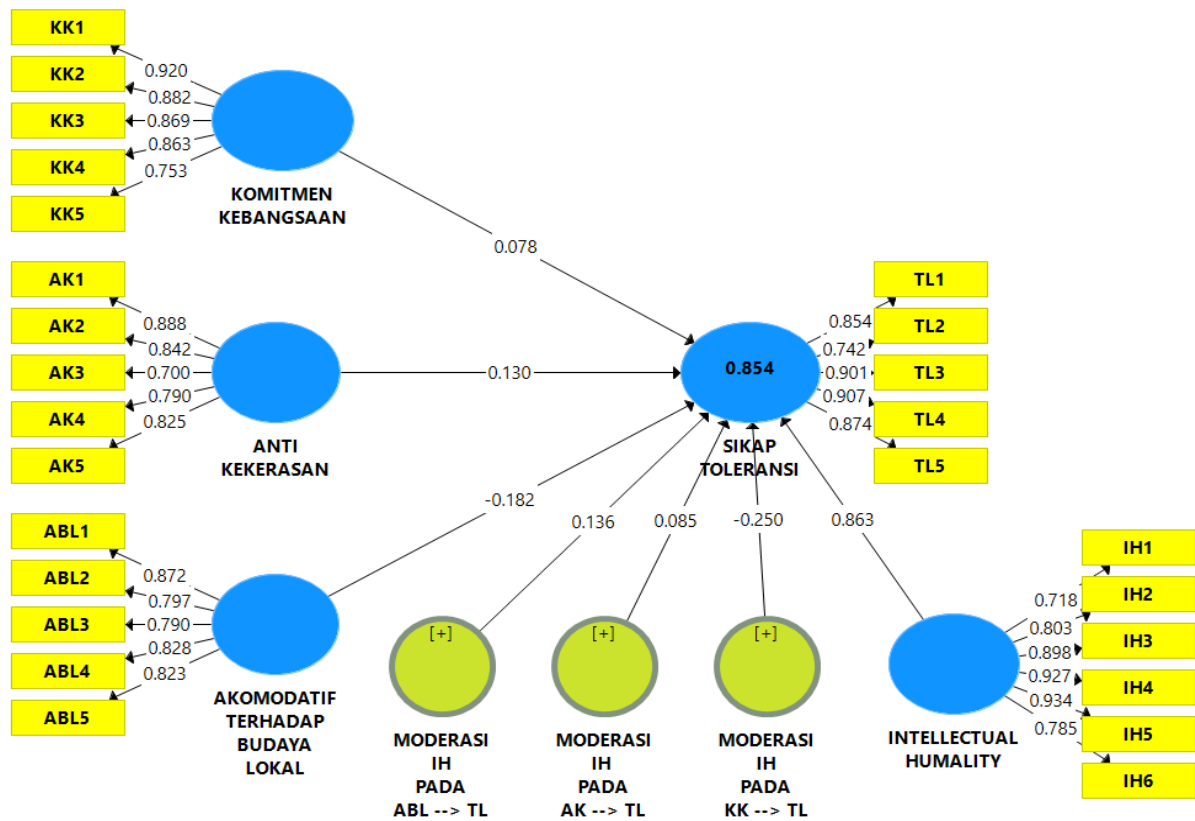 KK1
KK2
KK3
KK4
KK5
0.920
0.882
0.869
0.863
0.753
KOMITMEN
KEBANGSAAN
0.078
AK1
AK2
AK3
AK4
AK5
0.888
0.842
0.700
0.790
0.825
ANTI
KEKERASAN
0.130
0.854
SIKAP
TOLERANSI
0.854
0.742
0.901
0.907
0.874
TL1
TL2
TL3
TL4
TL5
ABL1
ABL2
ABL3
ABL4
ABL5
0.872
0.797
0.790
0.828
0.823
AKOMODATIF
TERHADAP
BUDAYA
LOKAL
-0.182
0.136
0.085
-0.250
0.863
[+]
MODERASI
IH
PADA
ABL --> TL
[+]
MODERASI
IH
PADA
AK --> TL
[+]
MODERASI
IH
PADA
KK --> TL
INTELLECTUAL
HUMALITY
0.718
0.803
0.898
0.927
0.934
0.785
IH1
IH2
IH3
IH4
IH5
IH6